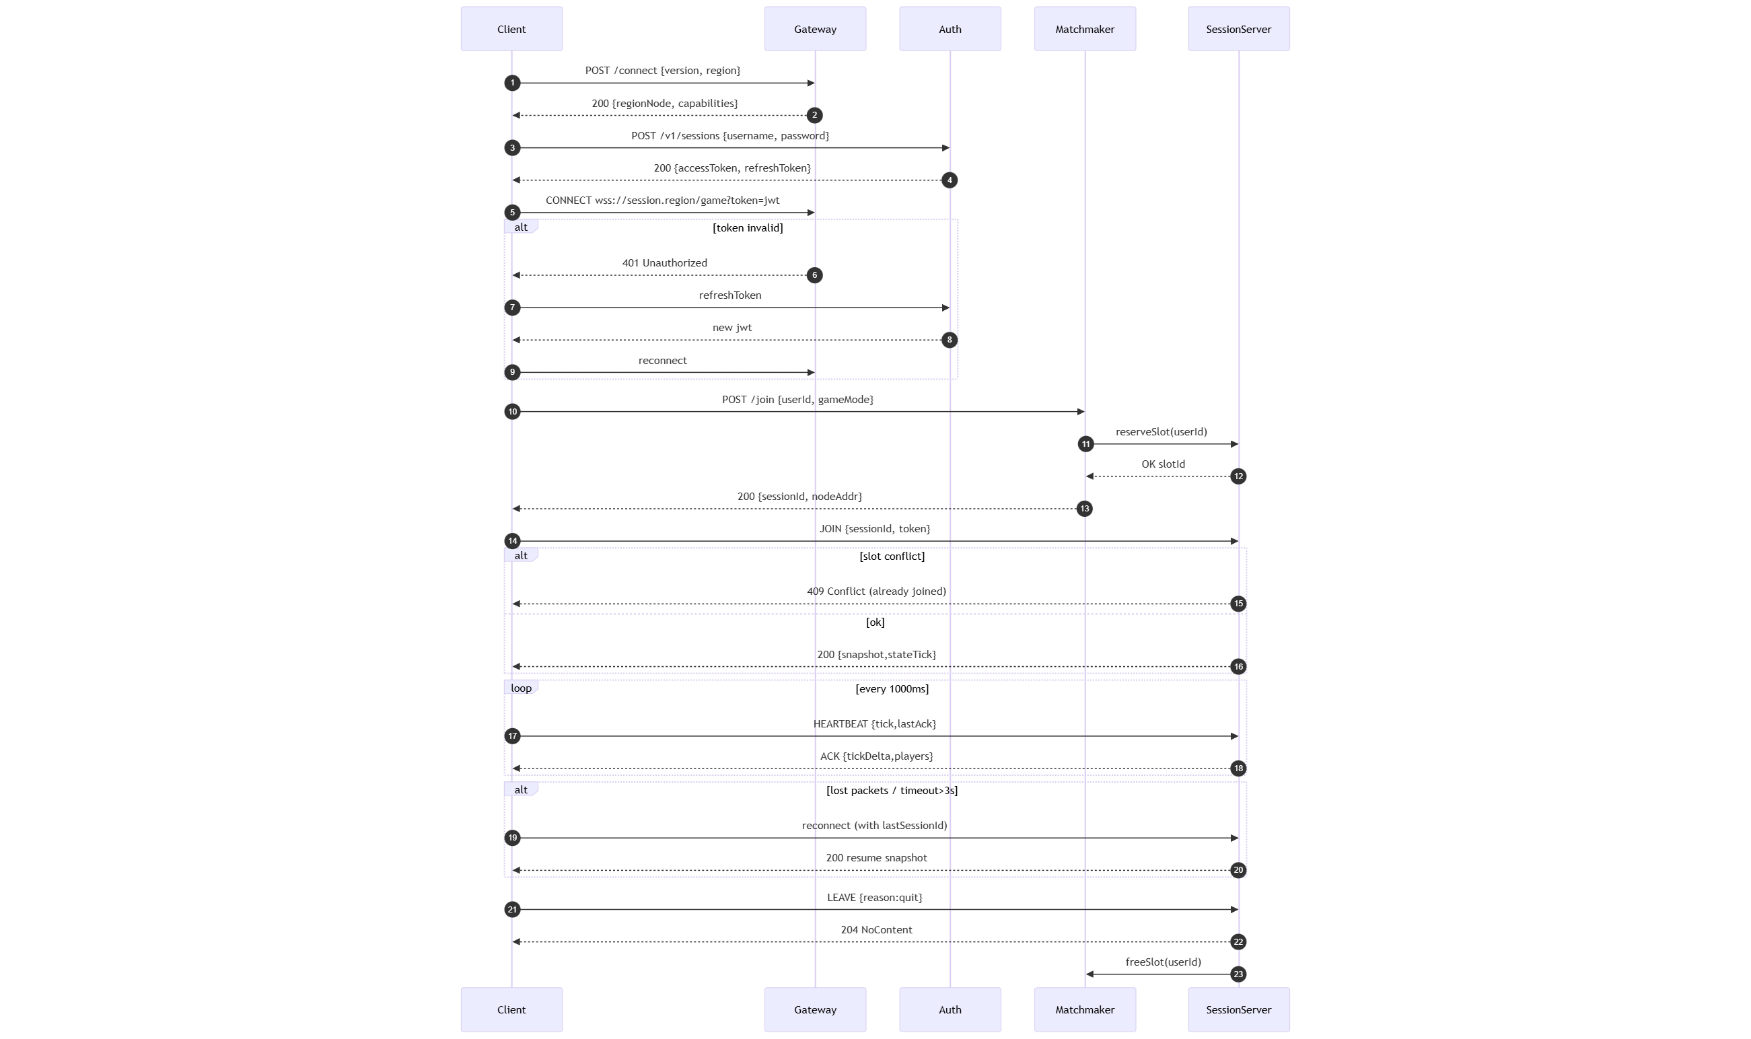 Client Gateway Auth Matchmaker SessionServer
POST /connect {version, region}
1
200 {regionNode, capabilities}
2
POST /v1/sessions {username, password}
3
200 {accessToken, refreshToken}
4
CONNECT wss://session.region/game?token=jwt
5
alt [token invalid]
401 Unauthorized
6
refreshToken
7
new jwt
8
reconnect
9
POST /join {userId, gameMode}
10
reserveSlot(userId)
11
OK slotId
12
200 {sessionId, nodeAddr}
13
JOIN {sessionId, token}
14
alt [slot conflict]
409 Conflict (already joined)
15
[ok]
200 {snapshot,stateTick}
16
loop [every 1000ms]
HEARTBEAT {tick,lastAck}
17
ACK {tickDelta,players}
18
alt [lost packets / timeout>3s]
reconnect (with lastSessionId)
19
200 resume snapshot
20
LEAVE {reason:quit}
21
204 NoContent
22
freeSlot(userId)
23
Client Gateway Auth Matchmaker SessionServer